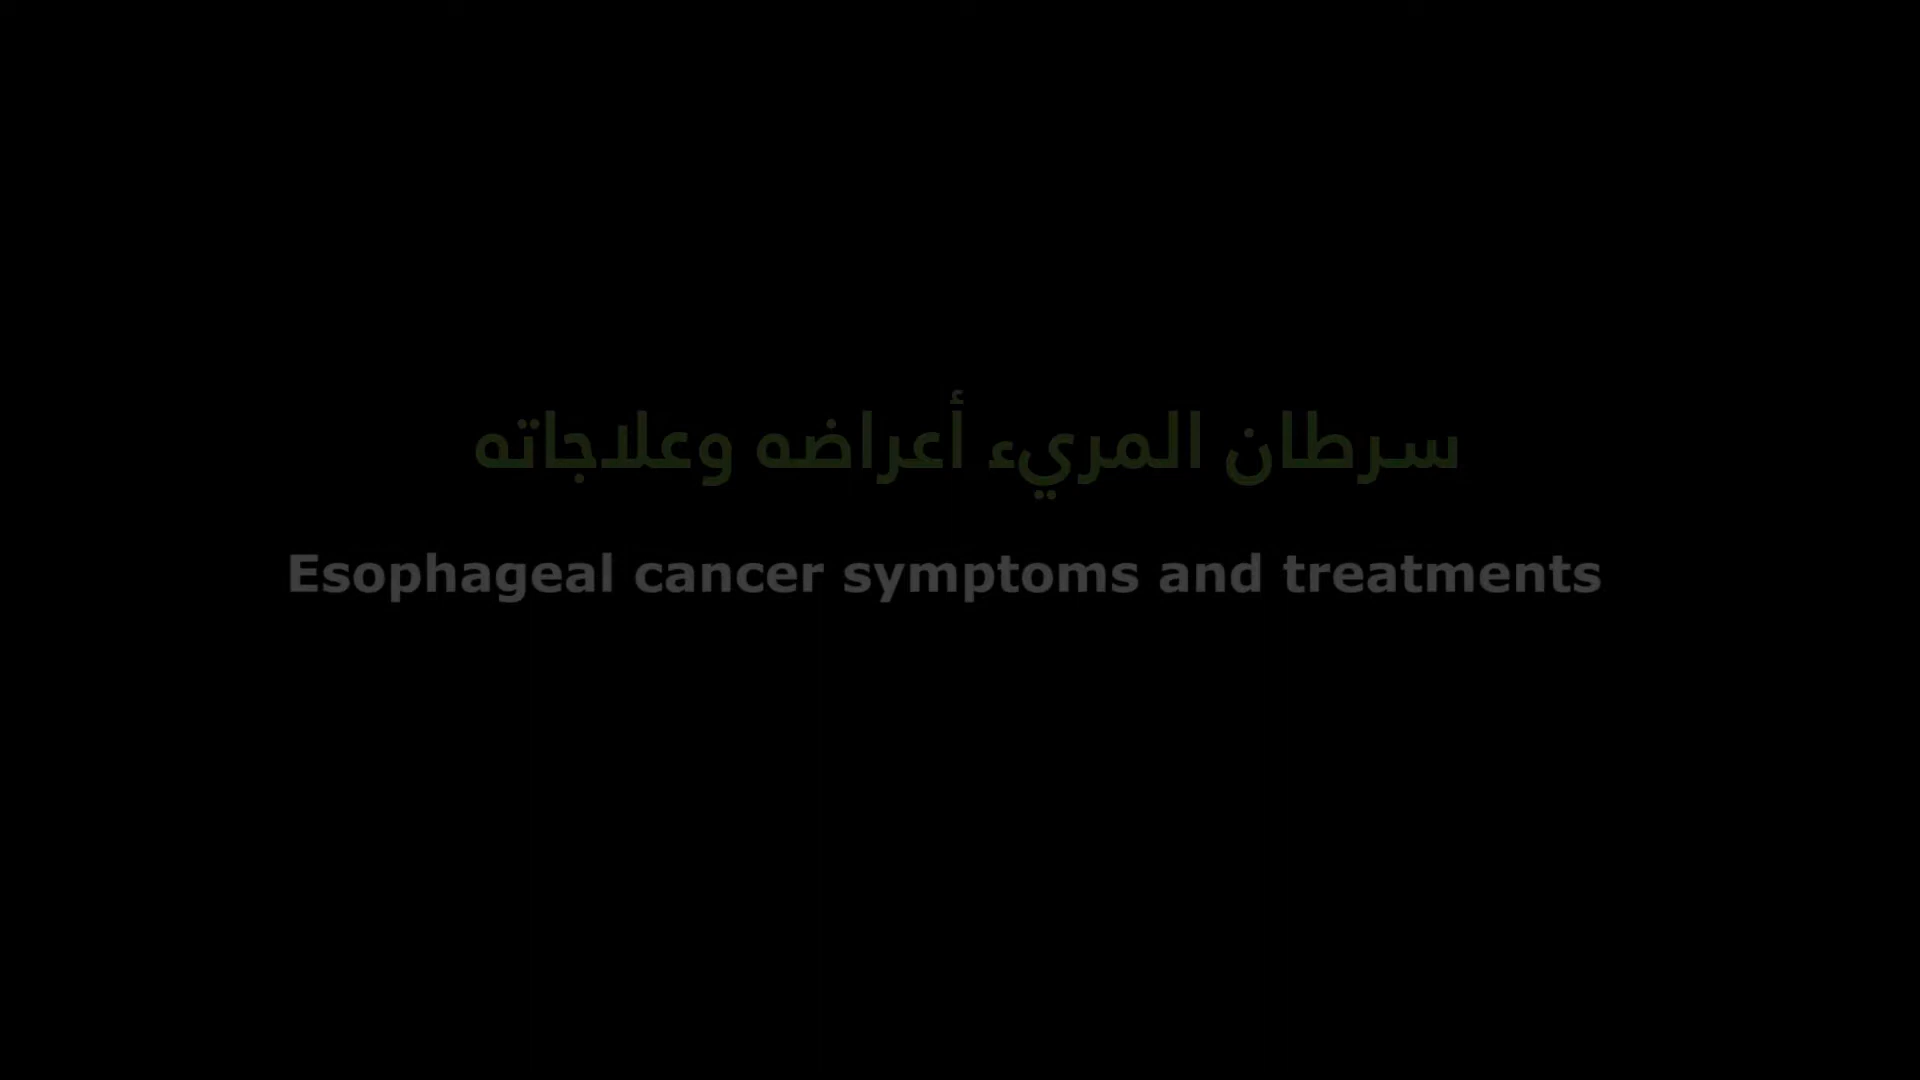 سرطان المريء أعراضه وعلاجاته
Esophageal cancer symptoms and treatments